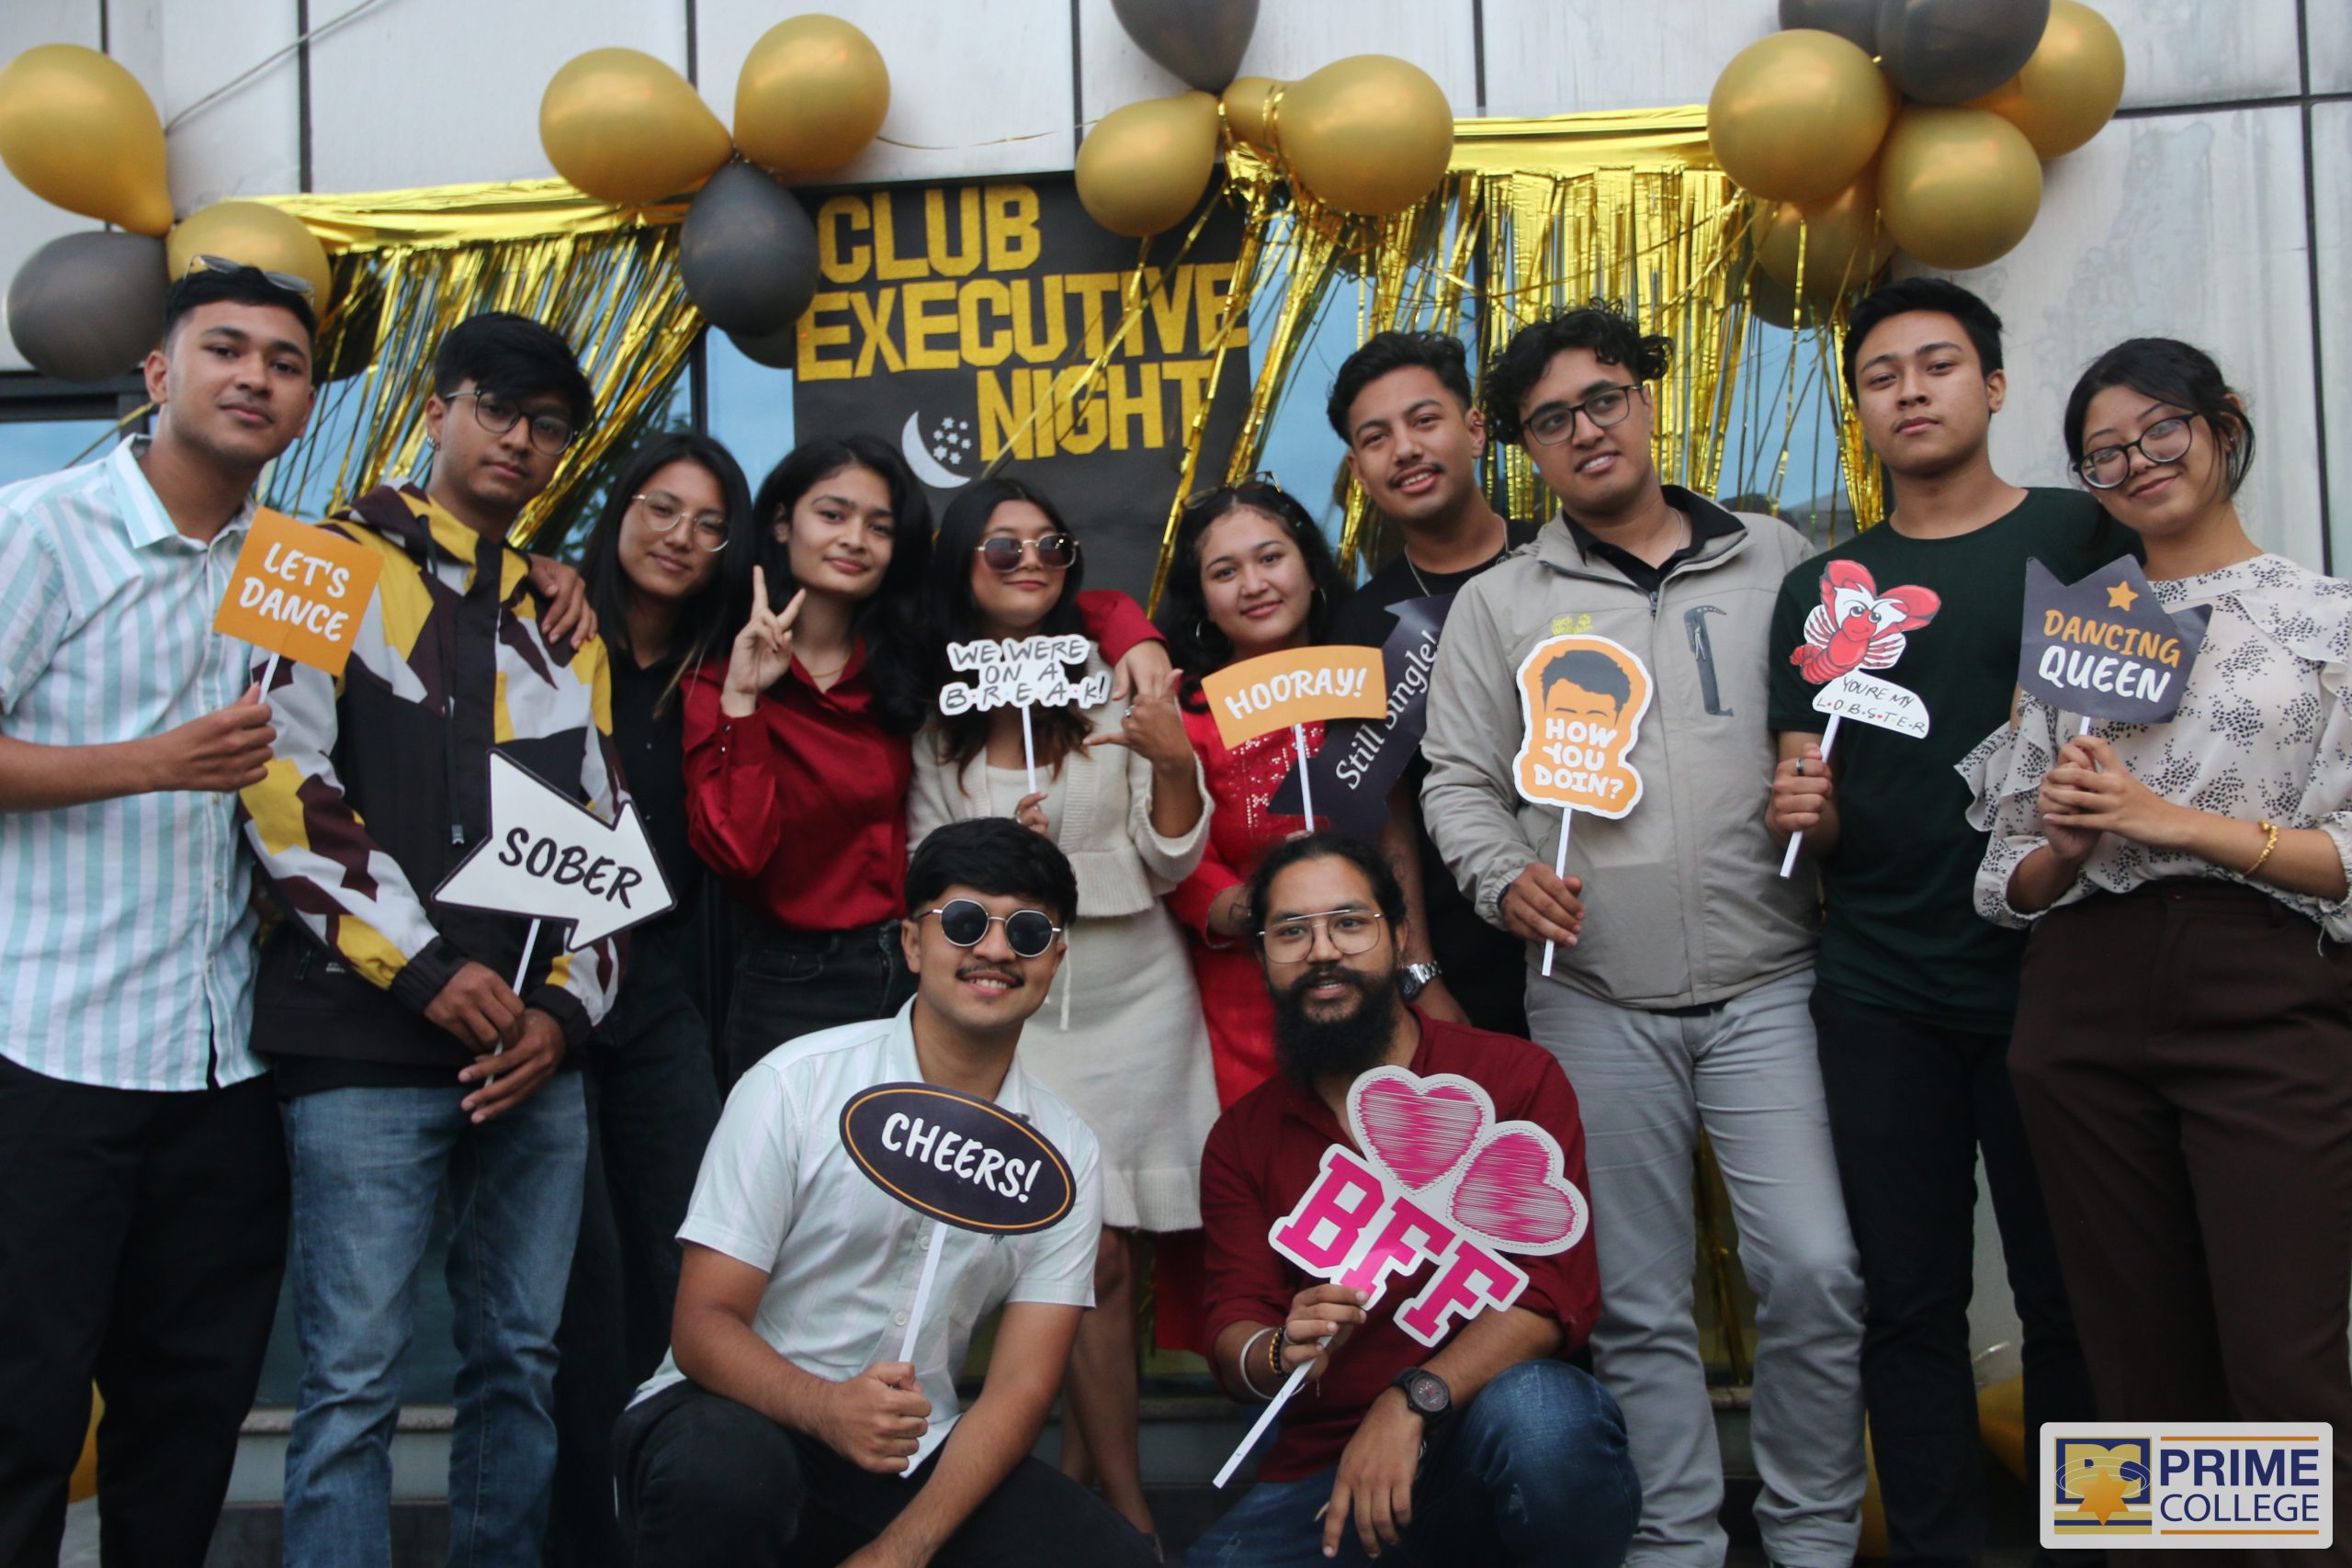 CLUB
EXECUTIVE
NIGHT
LET'S
DANCE
SOBER
WE WERE
ON A
B·R·E·A·K!
HOORAY!
Still Single!
HOW
YOU
DOIN?
YOU'RE MY
L•O•B•S•T•E•R
DANCING
QUEEN
CHEERS!
BFF
PRIME
COLLEGE